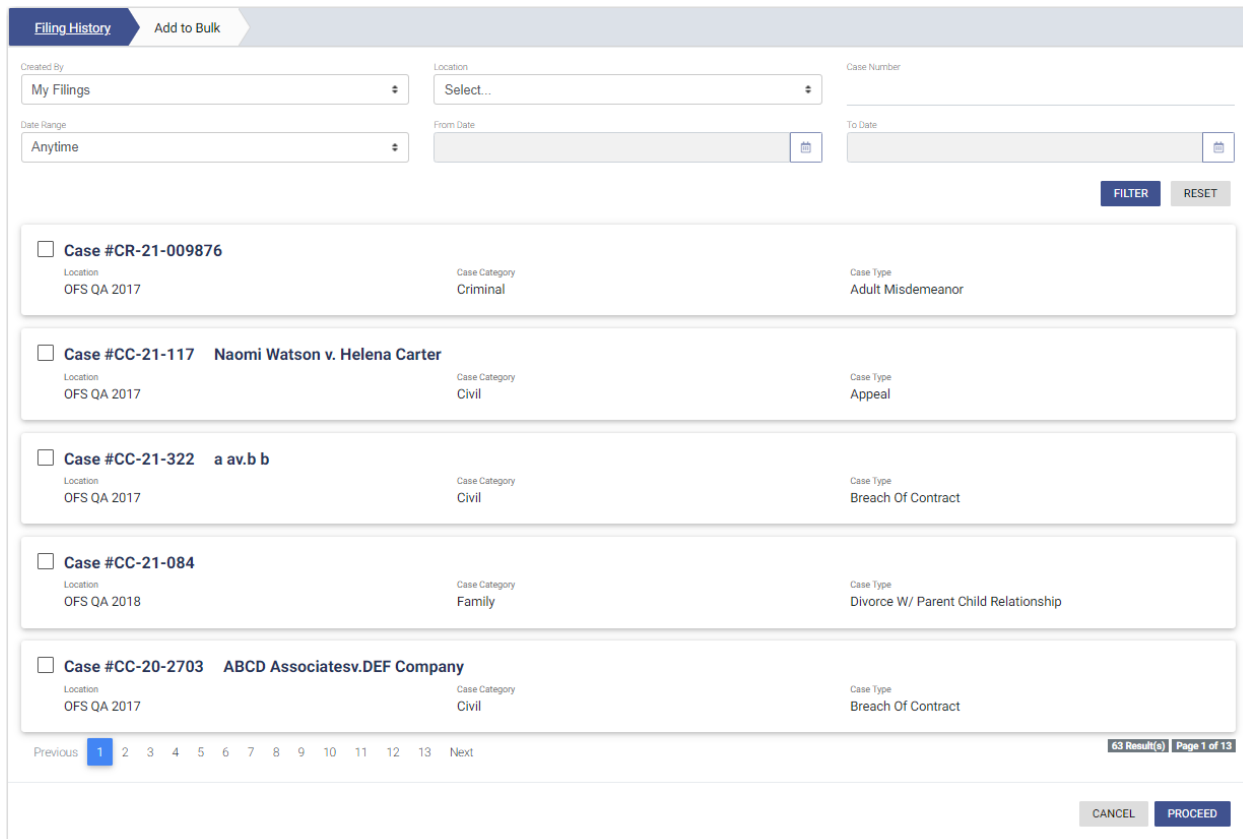 Filing History Add to Bulk
Created By Location Case Number
My Filings Select...
Date Range From Date To Date
Anytime
FILTER RESET
Case #CR-21-009876
Location Case Category Case Type
OFS QA 2017 Criminal Adult Misdemeanor
Case #CC-21-117 Naomi Watson v. Helena Carter
Location Case Category Case Type
OFS QA 2017 Civil Appeal
Case #CC-21-322 a av.b b
Location Case Category Case Type
OFS QA 2017 Civil Breach Of Contract
Case #CC-21-084
Location Case Category Case Type
OFS QA 2018 Family Divorce W/ Parent Child Relationship
Case #CC-20-2703 ABCD Associatesv.DEF Company
Location Case Category Case Type
OFS QA 2017 Civil Breach Of Contract
Previous 1 2 3 4 5 6 7 8 9 10 11 12 13 Next 63 Result(s) Page 1 of 13
CANCEL PROCEED